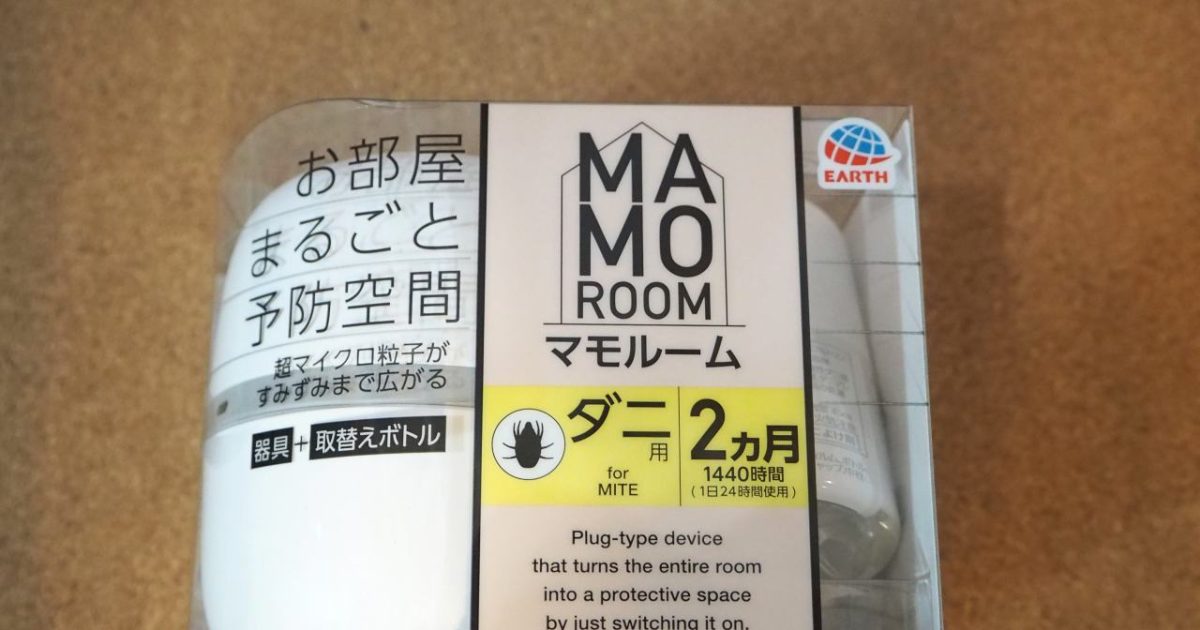 お部屋
まるごと
予防空間
超マイクロ粒子が
すみずみまで広がる
器具+取替えボトル
MA
MO
ROOM
マモルーム
ダニ用
for
MITE
2ヵ月
1440時間
(1日24時間使用)
Plug-type device
that turns the entire room
into a protective space
by just switching it on.
EARTH